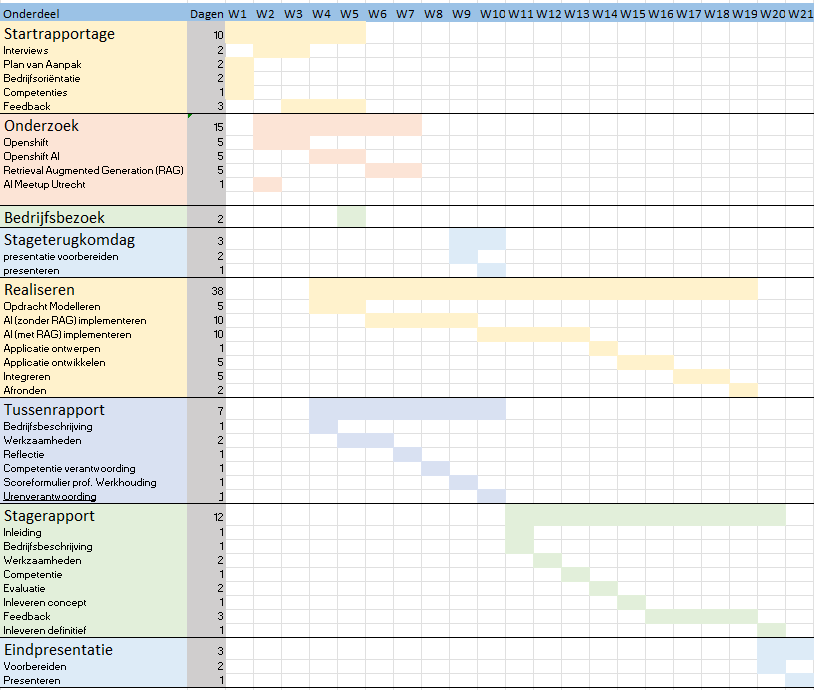 Onderdeel Dagen W1 W2 W3 W4 W5 W6 W7 W8 W9 W10 W11 W12 W13 W14 W15 W16 W17 W18 W19 W20 W21
Startrapportage 10
Interviews 2
Plan van Aanpak 2
Bedrijfsoriëntatie 2
Competenties 1
Feedback 3
Onderzoek 15
Openshift 5
Openshift AI 5
Retrieval Augmented Generation (RAG) 5
AI Meetup Utrecht 1
Bedrijfsbezoek 2
Stageterugkomdag 3
presentatie voorbereiden 2
presenteren 1
Realiseren 38
Opdracht Modelleren 5
AI (zonder RAG) implementeren 10
AI (met RAG) implementeren 10
Applicatie ontwerpen 1
Applicatie ontwikkelen 5
Integreren 5
Afronden 2
Tussenrapport 7
Bedrijfsbeschrijving 1
Werkzaamheden 2
Reflectie 1
Competentie verantwoording 1
Scoreformulier prof. Werkhouding 1
Urenverantwoording 1
Stagerapport 12
Inleiding 1
Bedrijfsbeschrijving 1
Werkzaamheden 2
Competentie 1
Evaluatie 2
Inleveren concept 1
Feedback 3
Inleveren definitief 1
Eindpresentatie 3
Voorbereiden 2
Presenteren 1